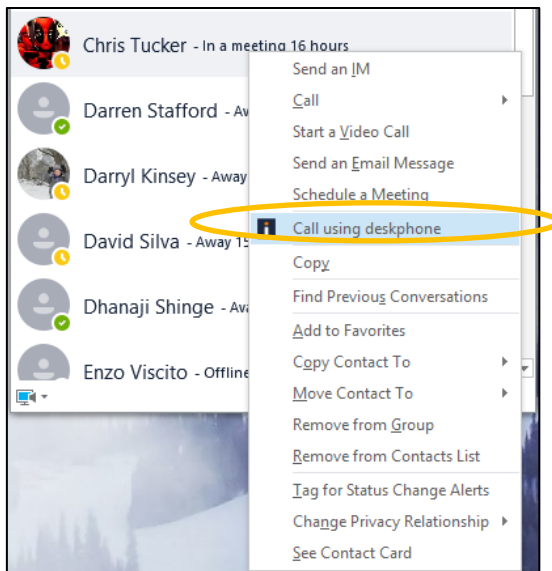 Chris Tucker - In a meeting 16 hours
Send an IM
Call
Darren Stafford - Av
Start a Video Call
Send an Email Message
Darryl Kinsey - Away
Schedule a Meeting
Call using deskphone
David Silva - Away 15
Copy
Find Previous Conversations
Dhanaji Shinge - Ava
Add to Favorites
Copy Contact To
Enzo Viscito - Offline
Move Contact To
Remove from Group
Remove from Contacts List
Tag for Status Change Alerts
Change Privacy Relationship
See Contact Card